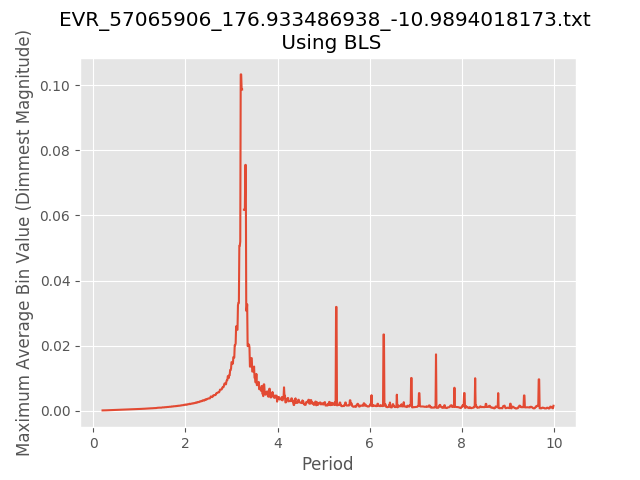 EVR_57065906_176.933486938_-10.9894018173.txt
Using BLS
Maximum Average Bin Value (Dimmest Magnitude)
0.10
0.08
0.06
0.04
0.02
0.00
0 2 4 6 8 10
Period